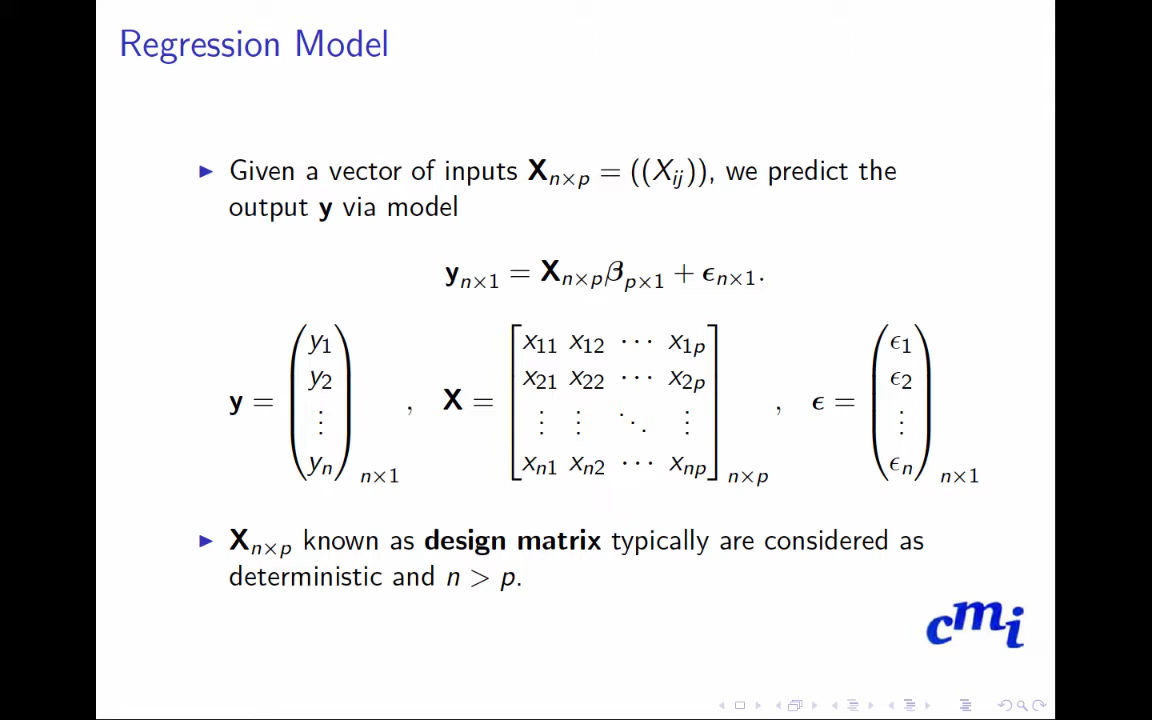 Regression Model
▶ Given a vector of inputs X_{n×p} = ((X_{ij})), we predict the
output y via model
y_{n×1} = X_{n×p}β_{p×1} + ϵ_{n×1}.
y = (y_1 y_2 ⋮ y_n)_{n×1} , X = [x_{11} x_{12} ⋯ x_{1p} x_{21} x_{22} ⋯ x_{2p} ⋮ ⋮ ⋱ ⋮ x_{n1} x_{n2} ⋯ x_{np}]_{n×p} , ϵ = (ϵ_1 ϵ_2 ⋮ ϵ_n)_{n×1}
▶ X_{n×p} known as design matrix typically are considered as
deterministic and n > p.
cmi